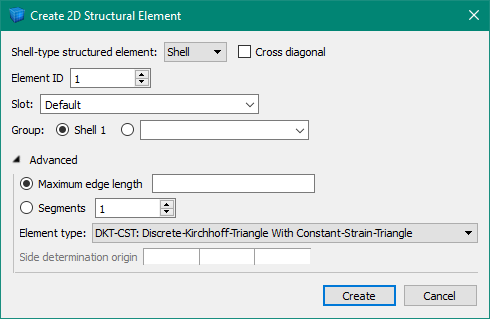 Create 2D Structural Element
Shell-type structured element: Shell Cross diagonal
Element ID 1
Slot: Default
Group: Shell 1
Advanced
Maximum edge length
Segments 1
Element type: DKT-CST: Discrete-Kirchhoff-Triangle With Constant-Strain-Triangle
Side determination origin
Create Cancel